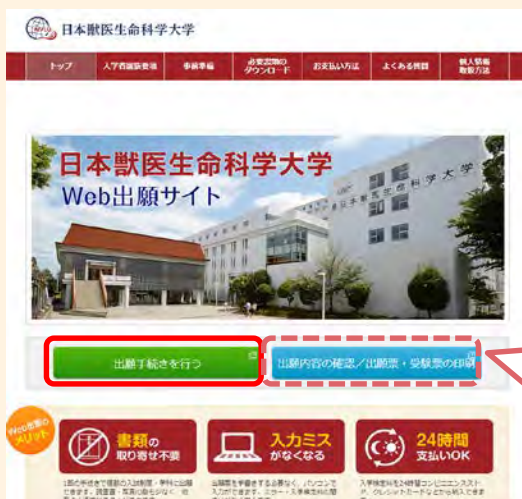 日本獣医生命科学大学
トップ
入学者選抜要項
事前準備
必要書類の
ダウンロード
お支払い方法
よくある質問
個人情報
取扱方法
日本獣医生命科学大学
Web出願サイト
出願手続きを行う
出願内容の確認／出願票・受験票の印刷
Web出願の
メリット
書類の
取り寄せ不要
入力ミス
がなくなる
24時間
支払いOK